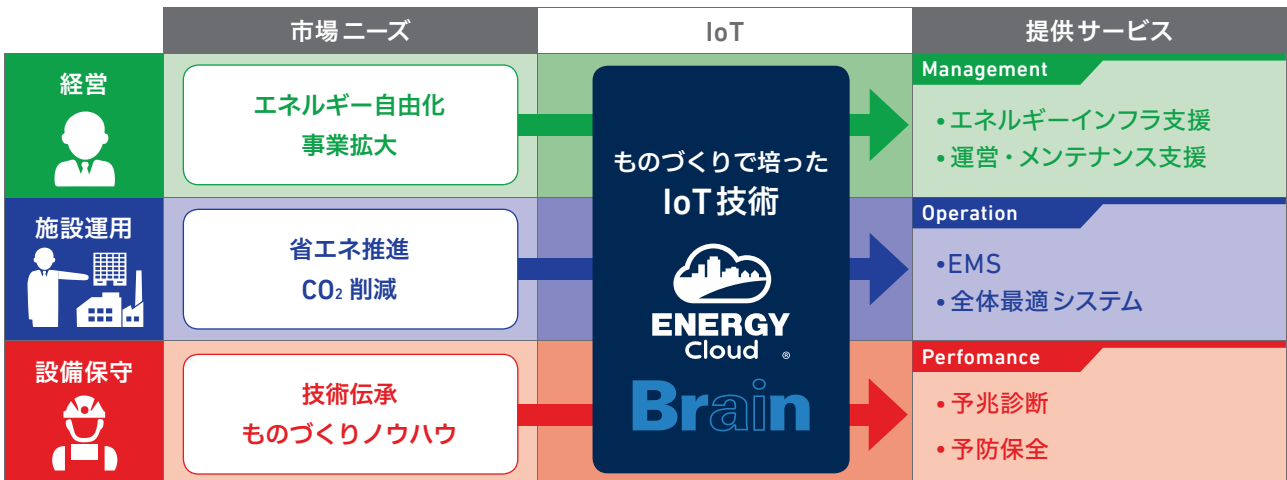 市場ニーズ
IoT
提供サービス
経営
エネルギー自由化
事業拡大
ものづくりで培った
IoT技術
ENERGY
Cloud ®
Brain
Management
•エネルギーインフラ支援
•運営・メンテナンス支援
施設運用
省エネ推進
CO₂ 削減
Operation
•EMS
•全体最適システム
設備保守
技術伝承
ものづくりノウハウ
Perfomance
•予兆診断
•予防保全